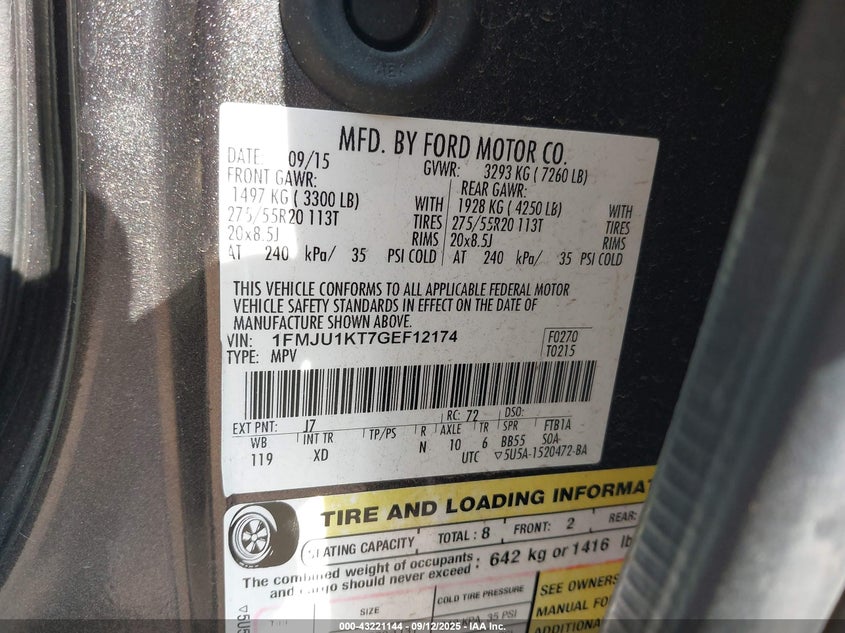 MFD. BY FORD MOTOR CO.
DATE: 09/15 GVWR: 3293 KG ( 7260 LB)
FRONT GAWR: REAR GAWR:
1497 KG ( 3300 LB) WITH 1928 KG ( 4250 LB) WITH
275/55R20 113T TIRES 275/55R20 113T TIRES
20x8.5J RIMS 20x8.5J RIMS
AT 240 kPa/ 35 PSI COLD AT 240 kPa/ 35 PSI COLD
THIS VEHICLE CONFORMS TO ALL APPLICABLE FEDERAL MOTOR
VEHICLE SAFETY STANDARDS IN EFFECT ON THE DATE OF
MANUFACTURE SHOWN ABOVE.
VIN: 1FMJU1KT7GEF12174 F0270
TYPE: MPV T0215
EXT PNT: J7 RC: 72 DSO:
WB INT TR TP/PS R AXLE TR SPR FTB1A
119 XD N 10 6 BB55 SOA-
UTC ▽5U5A-1520472-BA
TIRE AND LOADING INFORMAT
SEATING CAPACITY TOTAL : 8 FRONT: 2 REAR:
The combined weight of occupants : 642 kg or 1416 lb
and cargo should never exceed
SIZE COLD TIRE PRESSURE SEE OWNERS
35 PSI MANUAL FO
ADDITIONAL
000-43221144 - 09/12/2025 - IAA Inc.